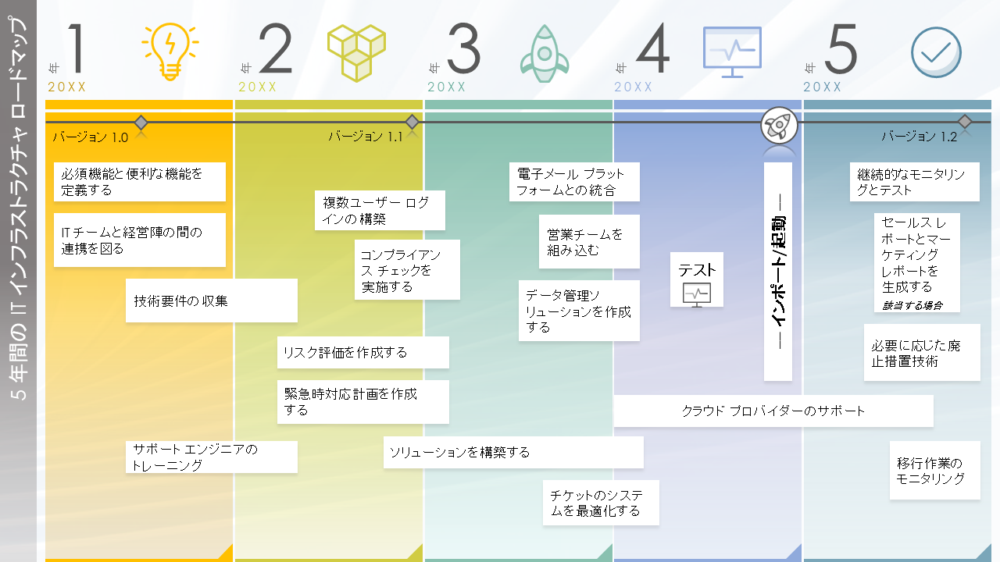 5 年間の IT インフラストラクチャ ロードマップ
年 1
20XX
年 2
20XX
年 3
20XX
年 4
20XX
年 5
20XX
バージョン 1.0
バージョン 1.1
バージョン 1.2
必須機能と便利な機能を
定義する
IT チームと経営陣の間の
連携を図る
技術要件の収集
サポート エンジニアの
トレーニング
複数ユーザー ログ
インの構築
コンプライアン
ス チェックを
実施する
リスク評価を作成する
緊急時対応計画を作成
する
ソリューションを構築する
電子メール プラット
フォームとの統合
営業チームを
組み込む
データ管理ソ
リューションを作成
する
チケットのシステ
ムを最適化する
テスト
― インポート/起動 ―
クラウド プロバイダーのサポート
継続的なモニタリン
グとテスト
セールス レ
ポートとマー
ケティング
レポートを
生成する
該当する場合
必要に応じた廃
止措置技術
移行作業の
モニタリング